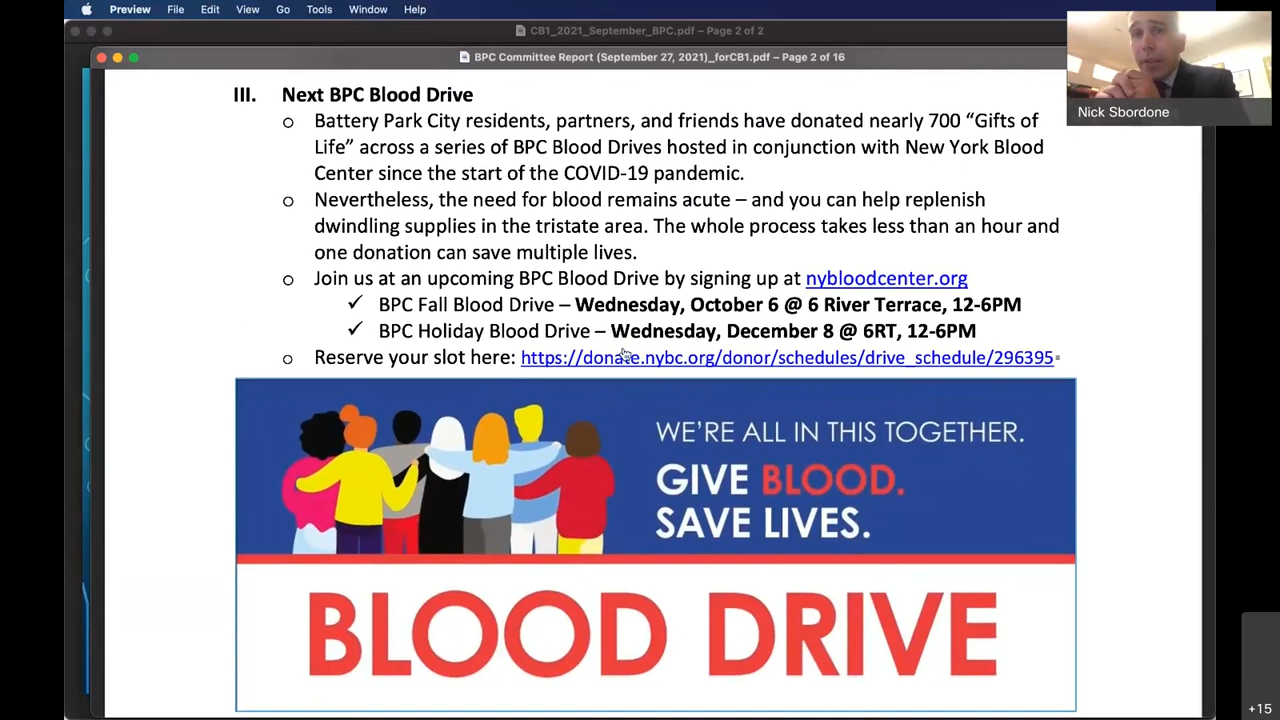 Preview File Edit View Go Tools Window Help
CB1_2021_September_BPC.pdf – Page 2 of 2
BPC Committee Report (September 27, 2021)_forCB1.pdf – Page 2 of 16
Nick Sbordone
III. Next BPC Blood Drive
o Battery Park City residents, partners, and friends have donated nearly 700 “Gifts of
Life” across a series of BPC Blood Drives hosted in conjunction with New York Blood
Center since the start of the COVID-19 pandemic.
o Nevertheless, the need for blood remains acute – and you can help replenish
dwindling supplies in the tristate area. The whole process takes less than an hour and
one donation can save multiple lives.
o Join us at an upcoming BPC Blood Drive by signing up at nybloodcenter.org
✓ BPC Fall Blood Drive – Wednesday, October 6 @ 6 River Terrace, 12-6PM
✓ BPC Holiday Blood Drive – Wednesday, December 8 @ 6RT, 12-6PM
o Reserve your slot here: https://donate.nybc.org/donor/schedules/drive_schedule/296395
WE’RE ALL IN THIS TOGETHER.
GIVE BLOOD.
SAVE LIVES.
BLOOD DRIVE
+15